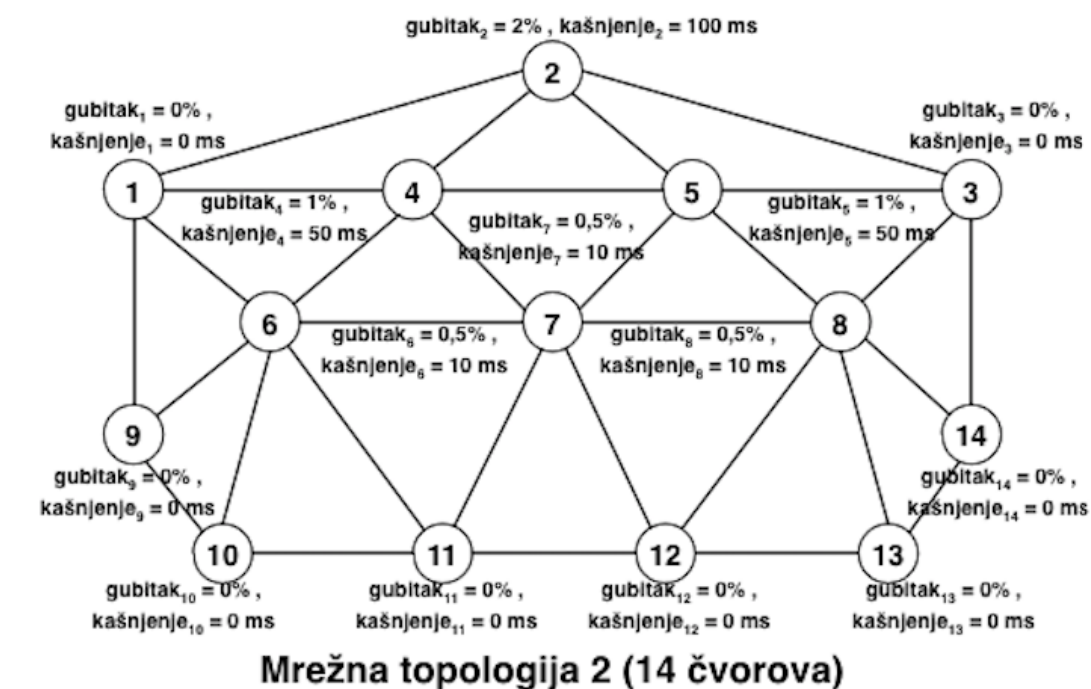 gubitak₂ = 2% , kašnjenje₂ = 100 ms
2
gubitak₁ = 0% ,
kašnjenje₁ = 0 ms
gubitak₃ = 0% ,
kašnjenje₃ = 0 ms
1
4
5
3
gubitak₄ = 1% ,
kašnjenje₄ = 50 ms
gubitak₇ = 0,5% ,
kašnjenje₇ = 10 ms
gubitak₅ = 1% ,
kašnjenje₅ = 50 ms
6
7
8
gubitak₆ = 0,5% ,
kašnjenje₆ = 10 ms
gubitak₈ = 0,5% ,
kašnjenje₈ = 10 ms
9
14
gubitak₉ = 0% ,
kašnjenje₉ = 0 ms
gubitak₁₄ = 0% ,
kašnjenje₁₄ = 0 ms
10
11
12
13
gubitak₁₀ = 0% ,
kašnjenje₁₀ = 0 ms
gubitak₁₁ = 0% ,
kašnjenje₁₁ = 0 ms
gubitak₁₂ = 0% ,
kašnjenje₁₂ = 0 ms
gubitak₁₃ = 0% ,
kašnjenje₁₃ = 0 ms
Mrežna topologija 2 (14 čvorova)